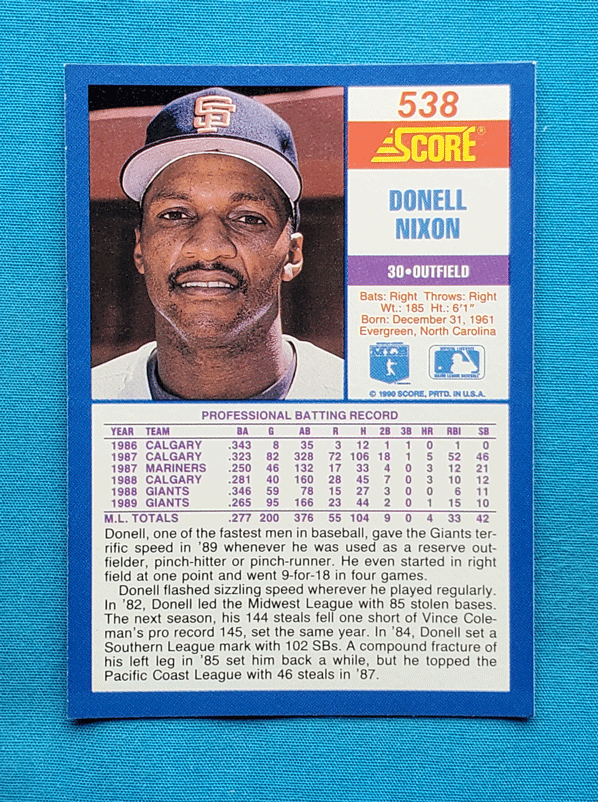 SF
538
SCORE®
DONELL
NIXON
30•OUTFIELD
Bats: Right Throws: Right
Wt.: 185 Ht.: 6'1"
Born: December 31, 1961
Evergreen, North Carolina
© 1990 SCORE, PRTD. IN U.S.A.
PROFESSIONAL BATTING RECORD
YEAR TEAM BA G AB R H 2B 3B HR RBI SB
1986 CALGARY .343 8 35 3 12 1 1 0 1 0
1987 CALGARY .323 82 328 72 106 18 1 5 52 46
1987 MARINERS .250 46 132 17 33 4 0 3 12 21
1988 CALGARY .281 40 160 28 45 7 0 3 10 12
1988 GIANTS .346 59 78 15 27 3 0 0 6 11
1989 GIANTS .265 95 166 23 44 2 0 1 15 10
M.L. TOTALS .277 200 376 55 104 9 0 4 33 42
Donell, one of the fastest men in baseball, gave the Giants ter-
rific speed in '89 whenever he was used as a reserve out-
fielder, pinch-hitter or pinch-runner. He even started in right
field at one point and went 9-for-18 in four games.
Donell flashed sizzling speed wherever he played regularly.
In '82, Donell led the Midwest League with 85 stolen bases.
The next season, his 144 steals fell one short of Vince Cole-
man's pro record 145, set the same year. In '84, Donell set a
Southern League mark with 102 SBs. A compound fracture of
his left leg in '85 set him back a while, but he topped the
Pacific Coast League with 46 steals in '87.